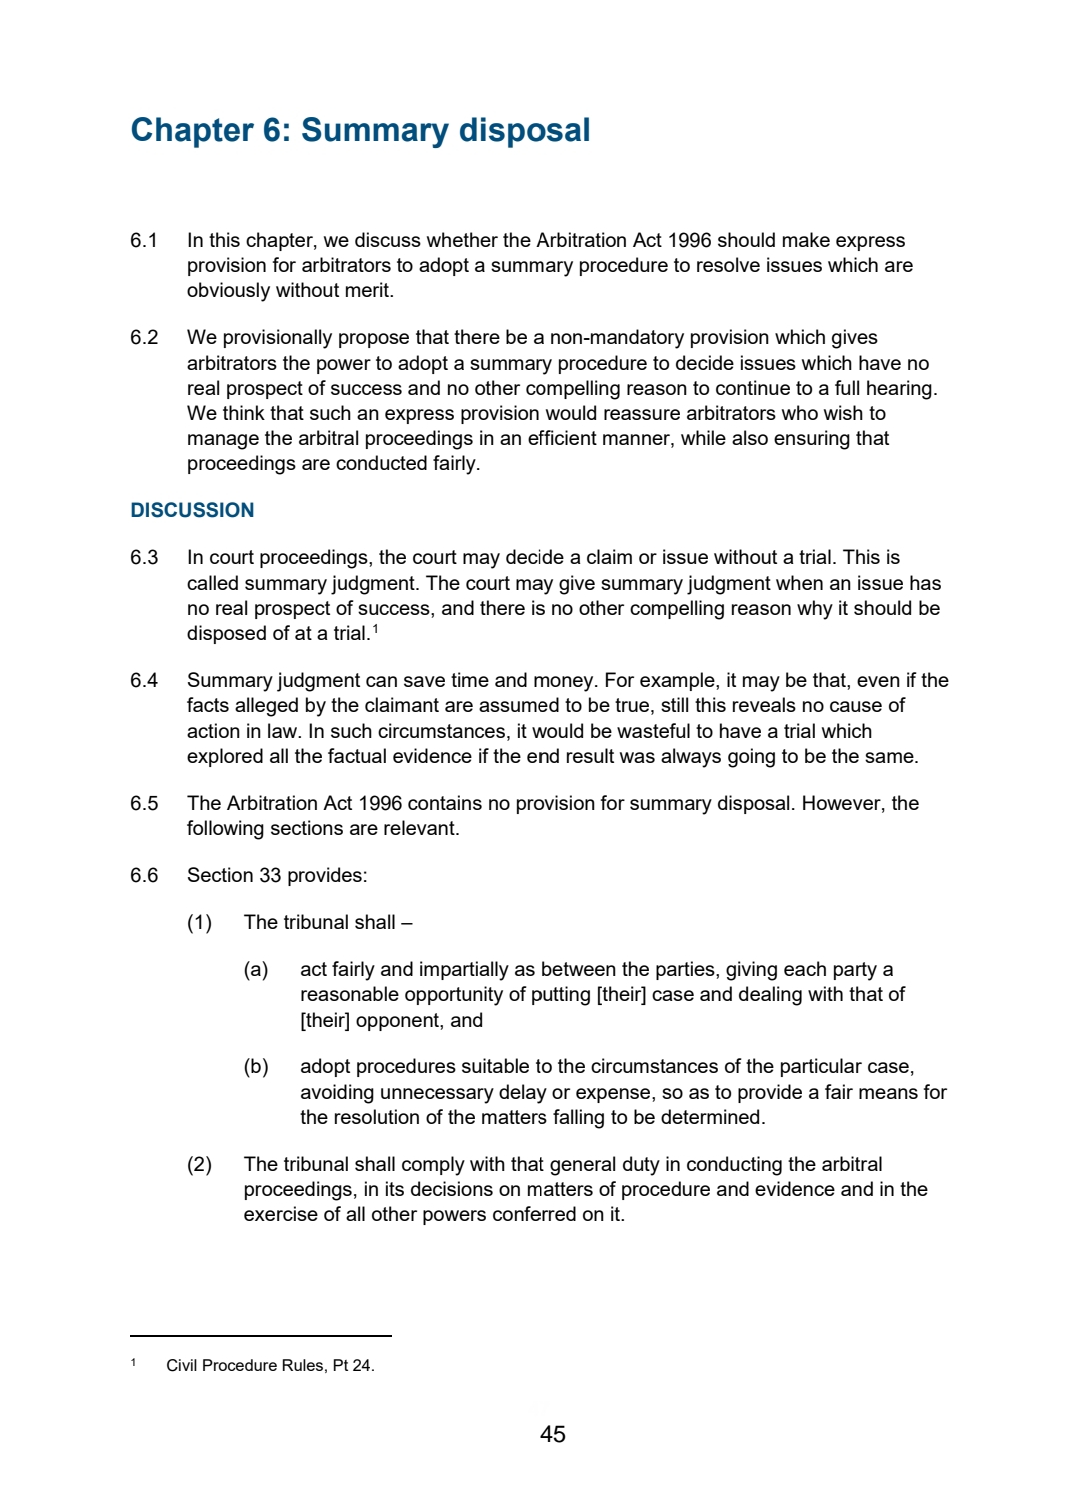 Chapter 6: Summary disposal
6.1 In this chapter, we discuss whether the Arbitration Act 1996 should make express
provision for arbitrators to adopt a summary procedure to resolve issues which are
obviously without merit.
6.2 We provisionally propose that there be a non-mandatory provision which gives
arbitrators the power to adopt a summary procedure to decide issues which have no
real prospect of success and no other compelling reason to continue to a full hearing.
We think that such an express provision would reassure arbitrators who wish to
manage the arbitral proceedings in an efficient manner, while also ensuring that
proceedings are conducted fairly.
DISCUSSION
6.3 In court proceedings, the court may decide a claim or issue without a trial. This is
called summary judgment. The court may give summary judgment when an issue has
no real prospect of success, and there is no other compelling reason why it should be
disposed of at a trial.1
6.4 Summary judgment can save time and money. For example, it may be that, even if the
facts alleged by the claimant are assumed to be true, still this reveals no cause of
action in law. In such circumstances, it would be wasteful to have a trial which
explored all the factual evidence if the end result was always going to be the same.
6.5 The Arbitration Act 1996 contains no provision for summary disposal. However, the
following sections are relevant.
6.6 Section 33 provides:
(1) The tribunal shall –
(a) act fairly and impartially as between the parties, giving each party a
reasonable opportunity of putting [their] case and dealing with that of
[their] opponent, and
(b) adopt procedures suitable to the circumstances of the particular case,
avoiding unnecessary delay or expense, so as to provide a fair means for
the resolution of the matters falling to be determined.
(2) The tribunal shall comply with that general duty in conducting the arbitral
proceedings, in its decisions on matters of procedure and evidence and in the
exercise of all other powers conferred on it.
1 Civil Procedure Rules, Pt 24.
45